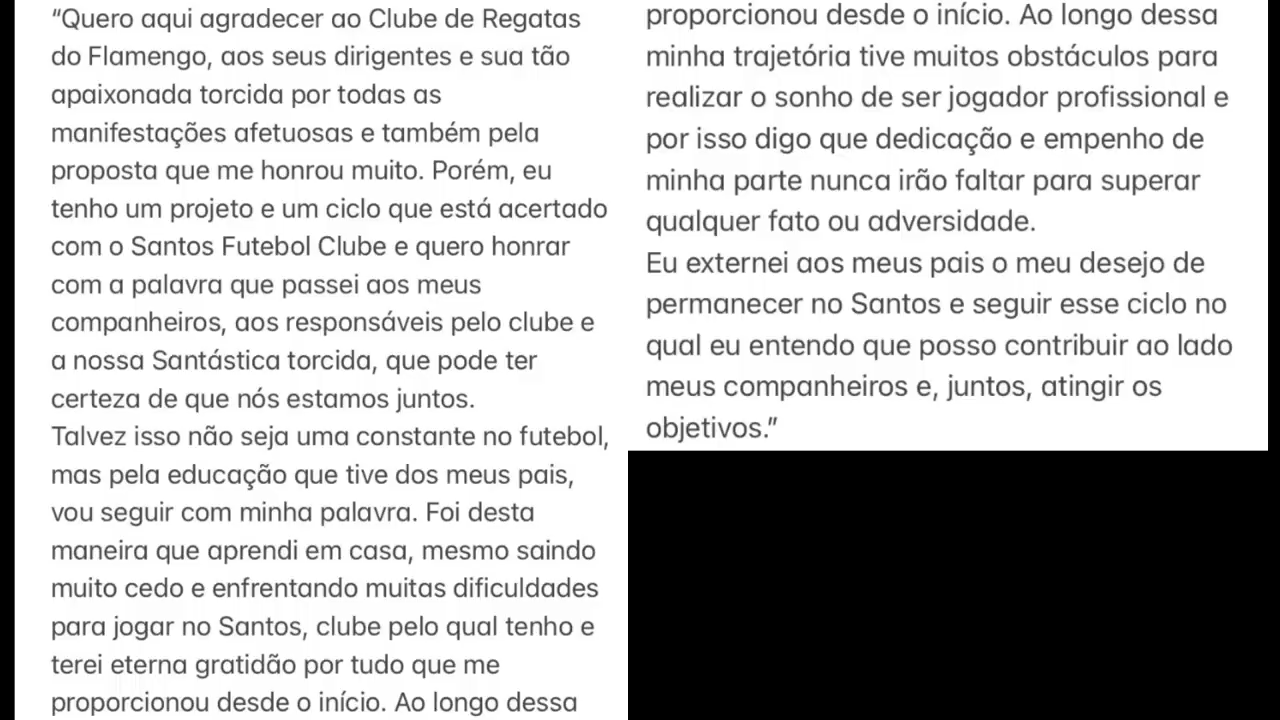 “Quero aqui agradecer ao Clube de Regatas
do Flamengo, aos seus dirigentes e sua tão
apaixonada torcida por todas as
manifestações afetuosas e também pela
proposta que me honrou muito. Porém, eu
tenho um projeto e um ciclo que está acertado
com o Santos Futebol Clube e quero honrar
com a palavra que passei aos meus
companheiros, aos responsáveis pelo clube e
a nossa Santástica torcida, que pode ter
certeza de que nós estamos juntos.
Talvez isso não seja uma constante no futebol,
mas pela educação que tive dos meus pais,
vou seguir com minha palavra. Foi desta
maneira que aprendi em casa, mesmo saindo
muito cedo e enfrentando muitas dificuldades
para jogar no Santos, clube pelo qual tenho e
terei eterna gratidão por tudo que me
proporcionou desde o início. Ao longo dessa
proporcionou desde o início. Ao longo dessa
minha trajetória tive muitos obstáculos para
realizar o sonho de ser jogador profissional e
por isso digo que dedicação e empenho de
minha parte nunca irão faltar para superar
qualquer fato ou adversidade.
Eu externei aos meus pais o meu desejo de
permanecer no Santos e seguir esse ciclo no
qual eu entendo que posso contribuir ao lado
meus companheiros e, juntos, atingir os
objetivos.”